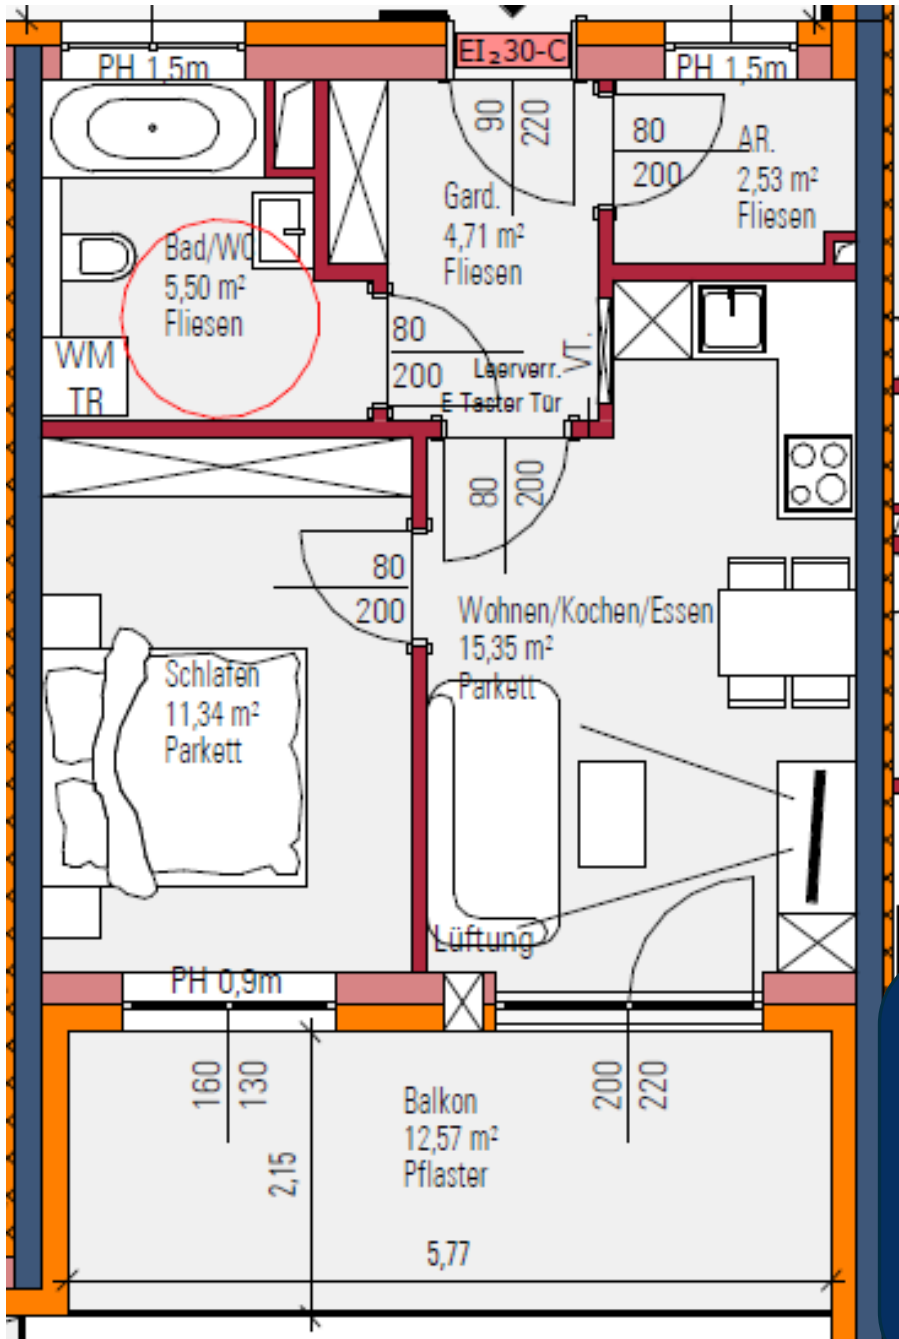 EI₂30-C
PH 1,5m
PH 1,5m
90
220
80
200
AR.
2,53 m²
Fliesen
Gard.
4,71 m²
Fliesen
Bad/WC
5,50 m²
Fliesen
WM
TR
80
200
Leerverr.
E Taster Tür
VT.
80
200
80
200
Wohnen/Kochen/Essen
15,35 m²
Parkett
Schlafen
11,34 m²
Parkett
Lüftung
PH 0,9m
160
130
200
220
Balkon
12,57 m²
Pflaster
2,15
5,77